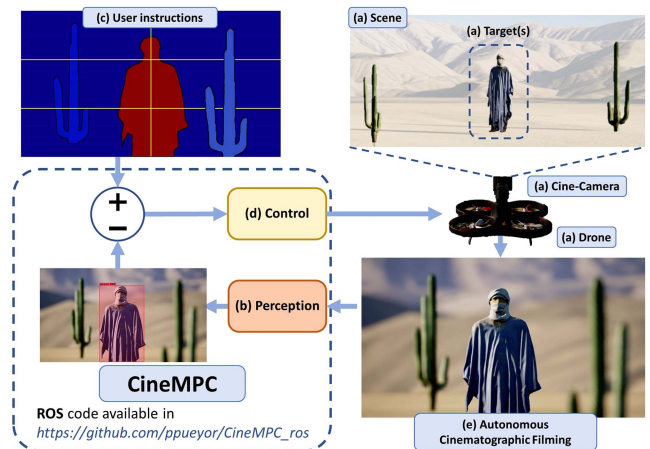 (c) User instructions
(a) Scene
(a) Target(s)
+
−
(d) Control
(a) Cine-Camera
(a) Drone
(b) Perception
CineMPC
ROS code available in
https://github.com/ppueyor/CineMPC_ros
(e) Autonomous
Cinematographic Filming